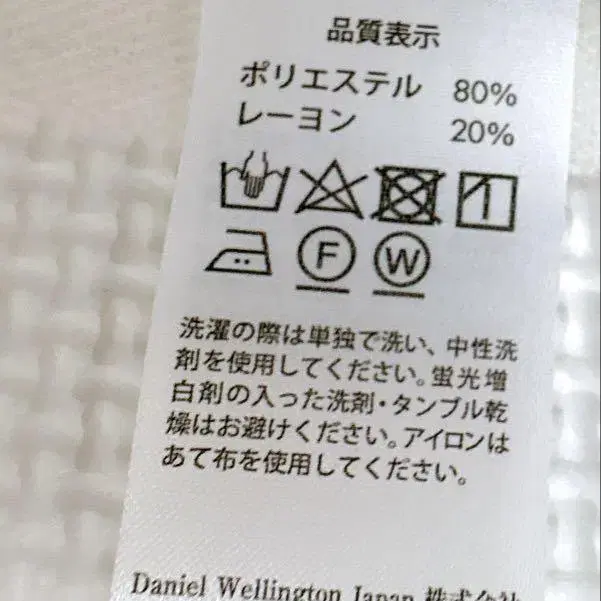 品質表示
ポリエステル 80%
レーヨン 20%
F W
洗濯の際は単独で洗い、中性洗
剤を使用してください。蛍光増
白剤の入った洗剤・タンブル乾
燥はお避けください。アイロンは
あて布を使用してください。
Daniel Wellington Japan 株式会社